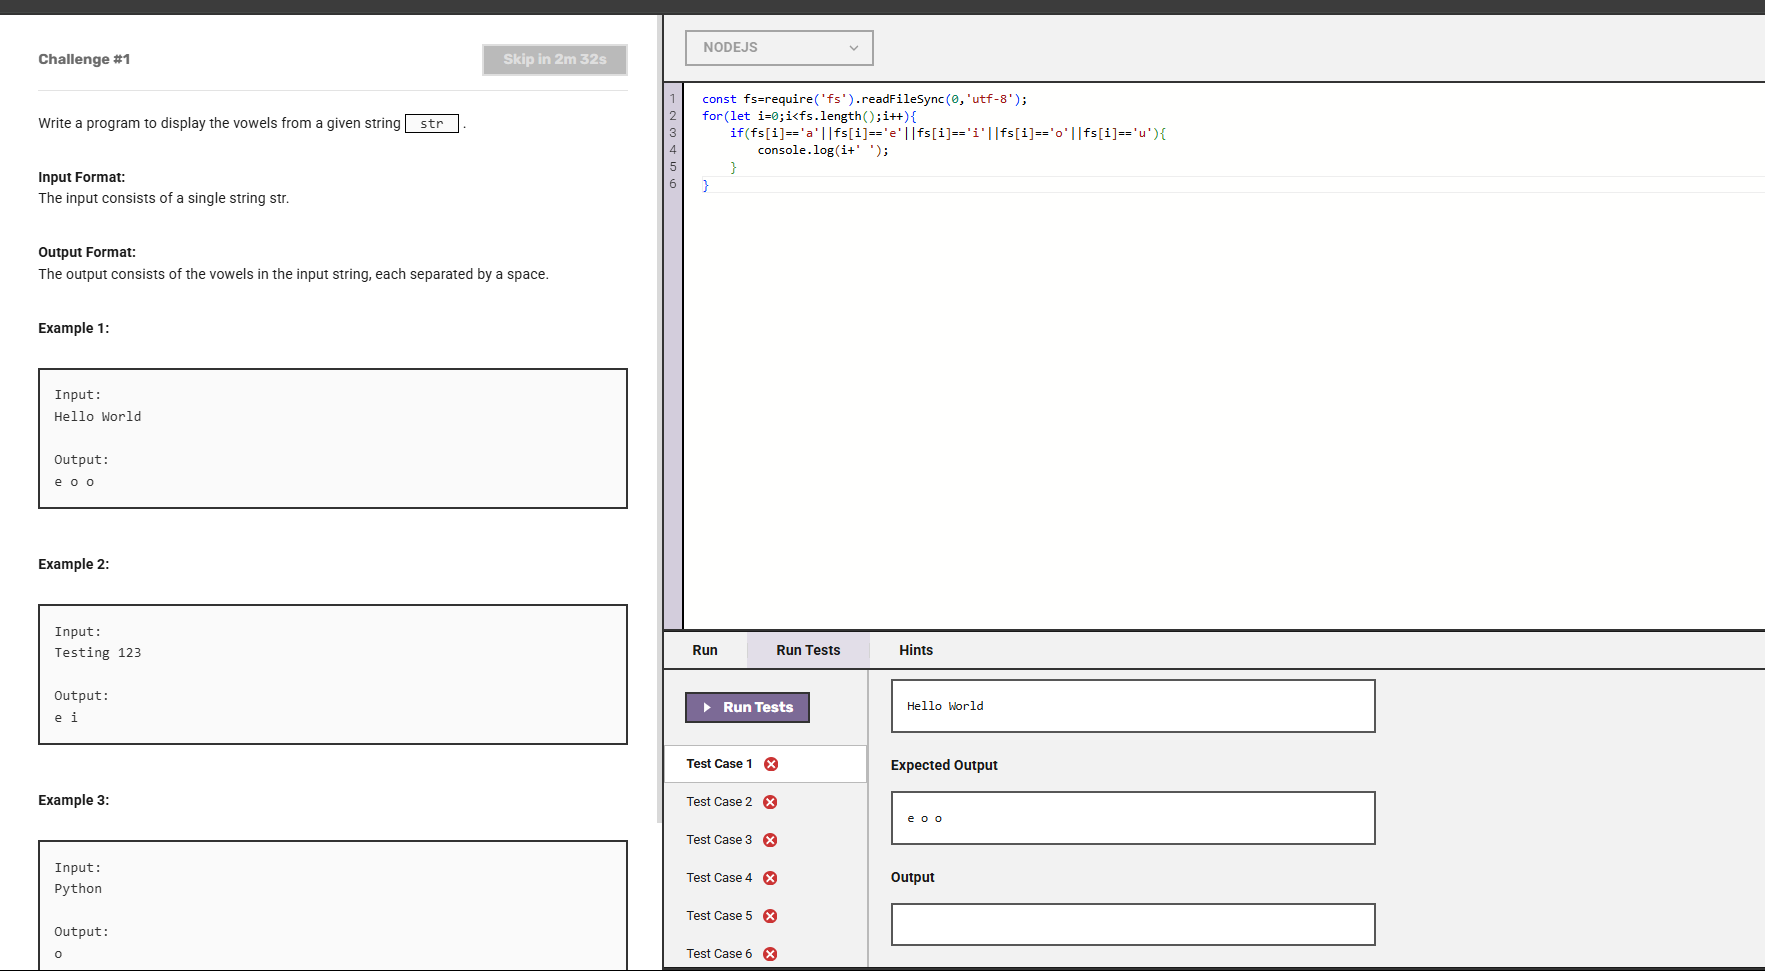 Challenge #1
Skip in 2m 32s
Write a program to display the vowels from a given string str .
Input Format:
The input consists of a single string str.
Output Format:
The output consists of the vowels in the input string, each separated by a space.
Example 1:
Input:
Hello World
Output:
e o o
Example 2:
Input:
Testing 123
Output:
e i
Example 3:
Input:
Python
Output:
o
NODEJS
1 const fs=require('fs').readFileSync(0,'utf-8');
2 for(let i=0;i<fs.length();i++){
3 if(fs[i]=='a'||fs[i]=='e'||fs[i]=='i'||fs[i]=='o'||fs[i]=='u'){
4 console.log(i+' ');
5 }
6 }
Run Run Tests Hints
Run Tests
Test Case 1
Test Case 2
Test Case 3
Test Case 4
Test Case 5
Test Case 6
Hello World
Expected Output
e o o
Output